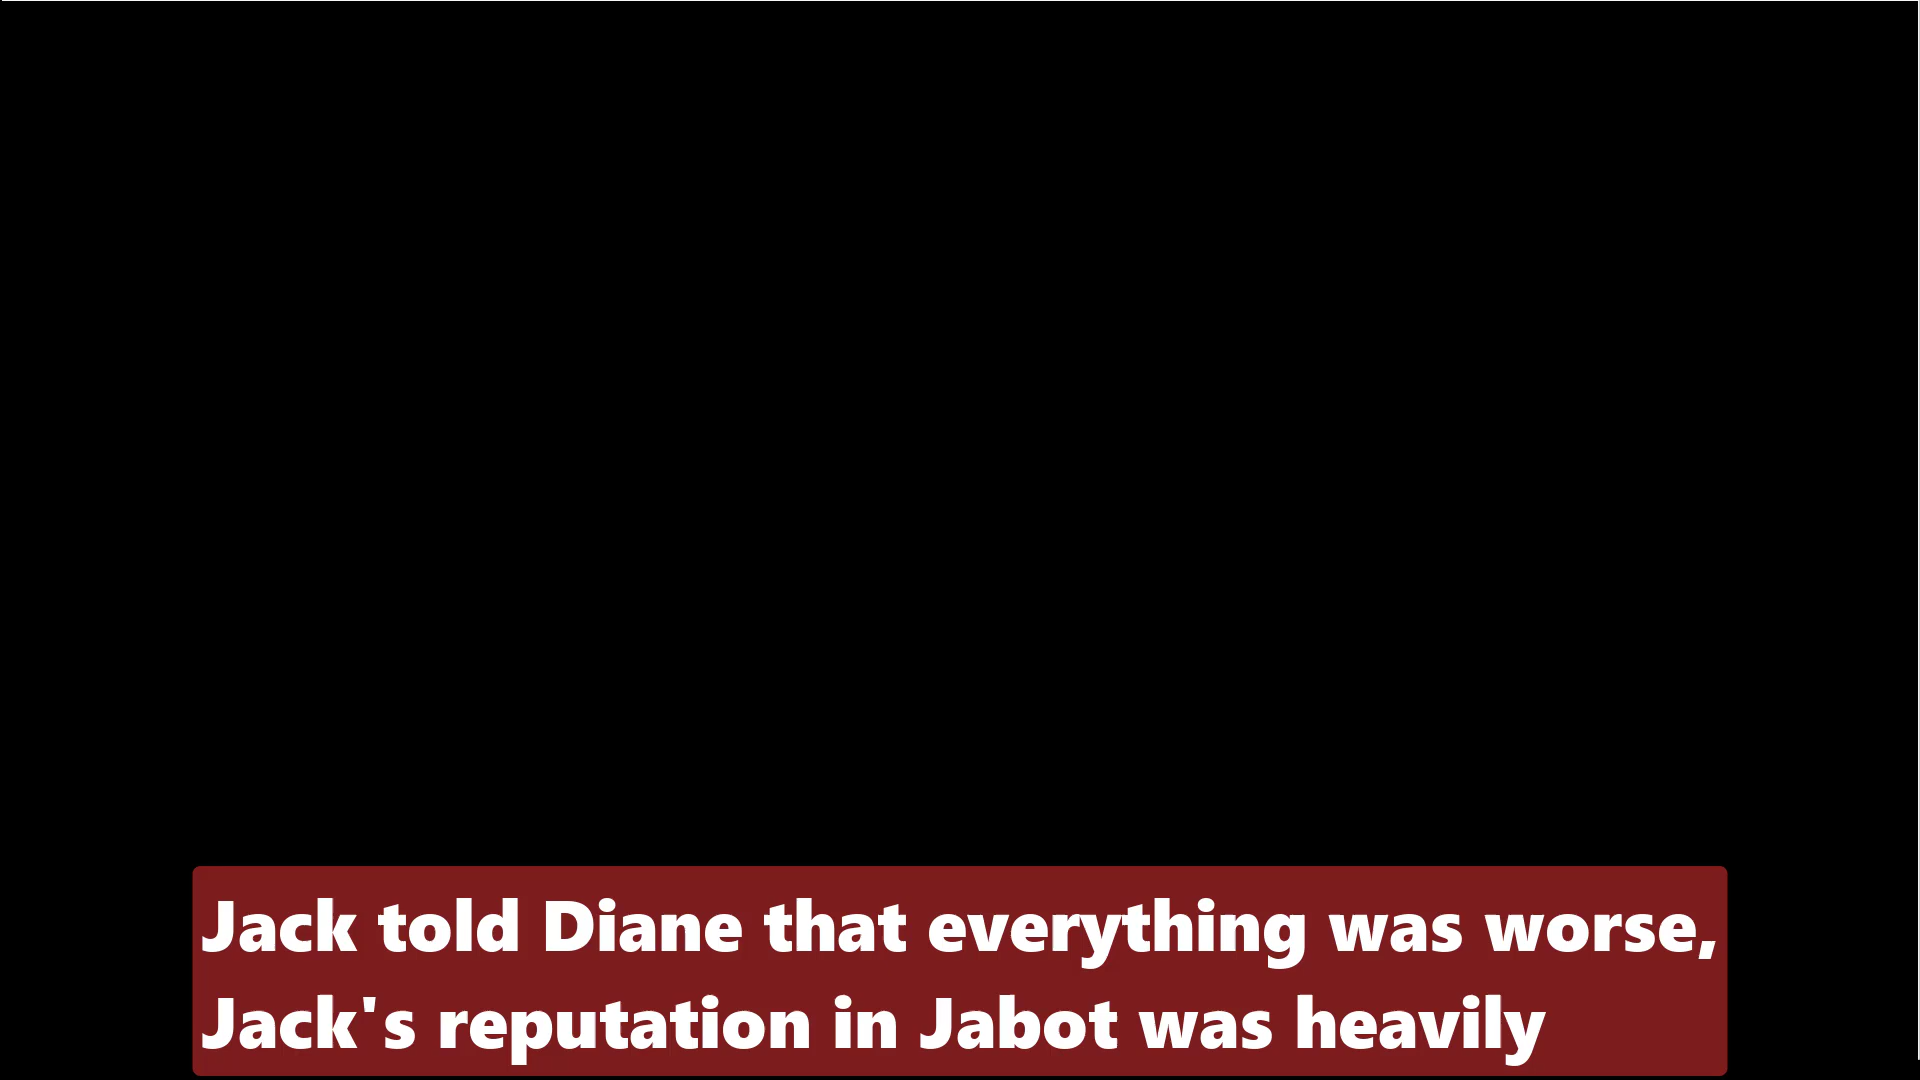 Jack told Diane that everything was worse,
Jack's reputation in Jabot was heavily